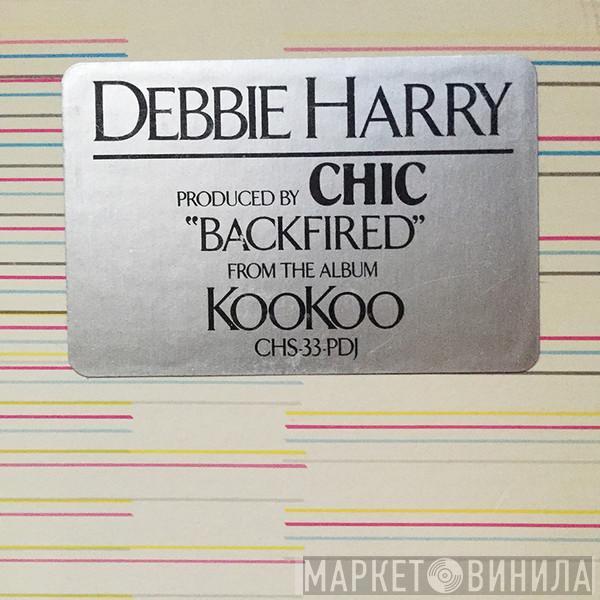 DEBBIE HARRY
PRODUCED BY CHIC
"BACKFIRED"
FROM THE ALBUM
KOOKOO
CHS-33-PDJ
МАРКЕТ ВИНИЛА